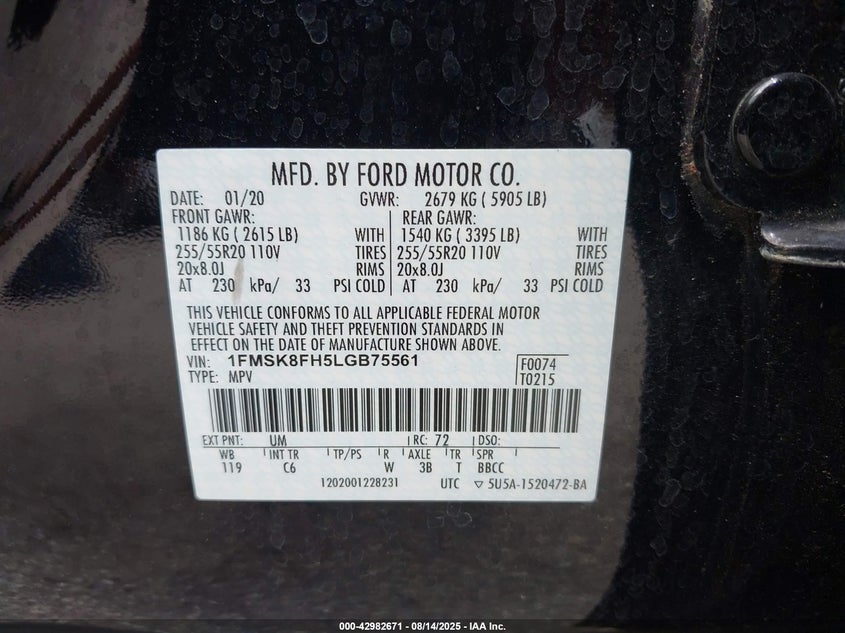 MFD. BY FORD MOTOR CO.
DATE: 01/20 GVWR: 2679 KG ( 5905 LB)
FRONT GAWR: REAR GAWR:
1186 KG ( 2615 LB) WITH 1540 KG ( 3395 LB) WITH
255/55R20 110V TIRES 255/55R20 110V TIRES
20x8.0J RIMS 20x8.0J RIMS
AT 230 kPa/ 33 PSI COLD AT 230 kPa/ 33 PSI COLD
THIS VEHICLE CONFORMS TO ALL APPLICABLE FEDERAL MOTOR
VEHICLE SAFETY AND THEFT PREVENTION STANDARDS IN
EFFECT ON THE DATE OF MANUFACTURE SHOWN ABOVE.
VIN: 1FMSK8FH5LGB75561 F0074
TYPE: MPV T0215
EXT PNT: UM RC: 72 DSO:
WB INT TR TP/PS R AXLE TR SPR
119 C6 W 3B T BBCC
1202001228231 UTC ▽ 5U5A-1520472-BA
000-42982671 - 08/14/2025 - IAA Inc.